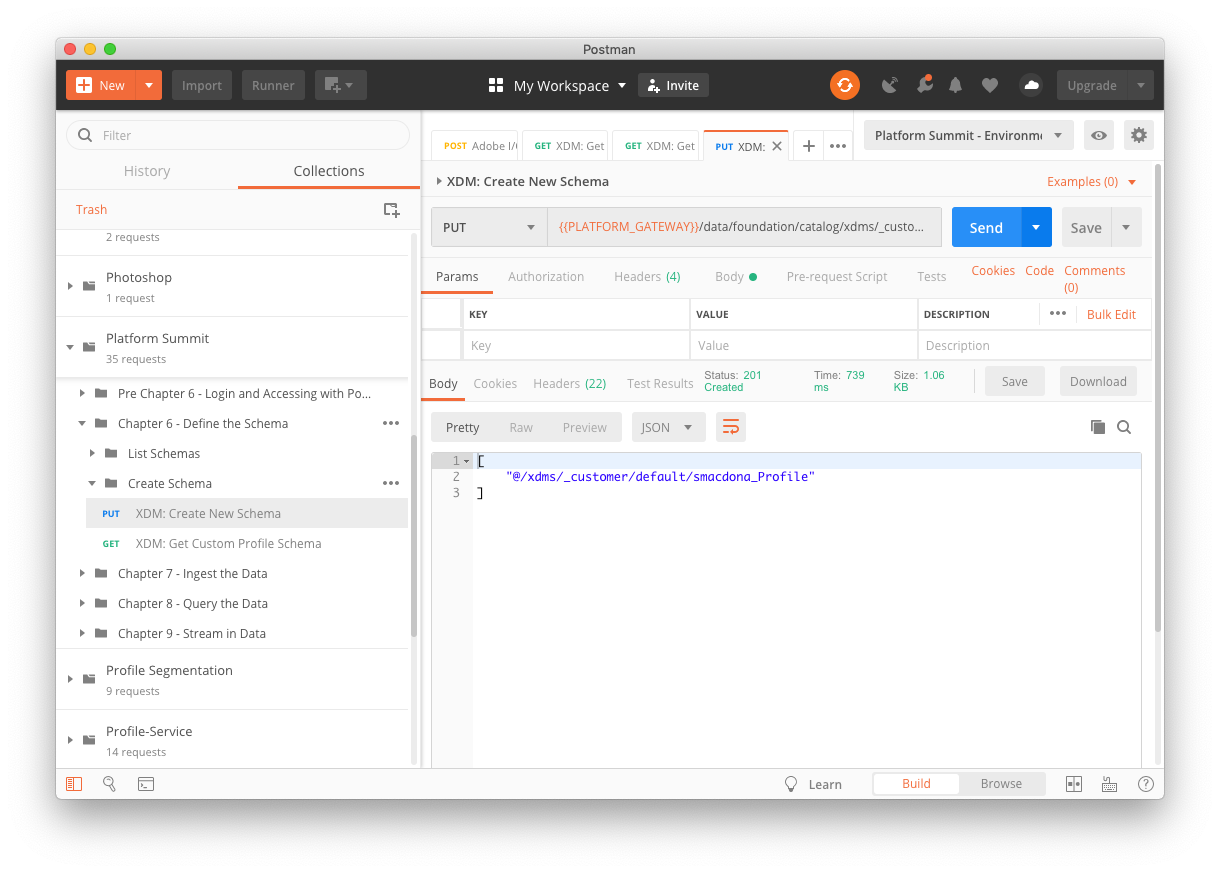 Postman
New
Import
Runner
My Workspace
Invite
Upgrade
Filter
History
Collections
Trash
2 requests
Photoshop
1 request
Platform Summit
35 requests
Pre Chapter 6 - Login and Accessing with Po...
Chapter 6 - Define the Schema
List Schemas
Create Schema
PUT XDM: Create New Schema
GET XDM: Get Custom Profile Schema
Chapter 7 - Ingest the Data
Chapter 8 - Query the Data
Chapter 9 - Stream in Data
Profile Segmentation
9 requests
Profile-Service
14 requests
POST Adobe I/
GET XDM: Get
GET XDM: Get
PUT XDM:
Platform Summit - Environm
XDM: Create New Schema
Examples (0)
PUT
{{PLATFORM_GATEWAY}}/data/foundation/catalog/xdms/_custo...
Send
Save
Params
Authorization
Headers (4)
Body
Pre-request Script
Tests
Cookies
Code
Comments
(0)
KEY
VALUE
DESCRIPTION
Bulk Edit
Key
Value
Description
Body
Cookies
Headers (22)
Test Results
Status: 201
Created
Time: 739
ms
Size: 1.06
KB
Save
Download
Pretty
Raw
Preview
JSON
1 [
2 "@/xdms/_customer/default/smacdona_Profile"
3 ]
Learn
Build
Browse